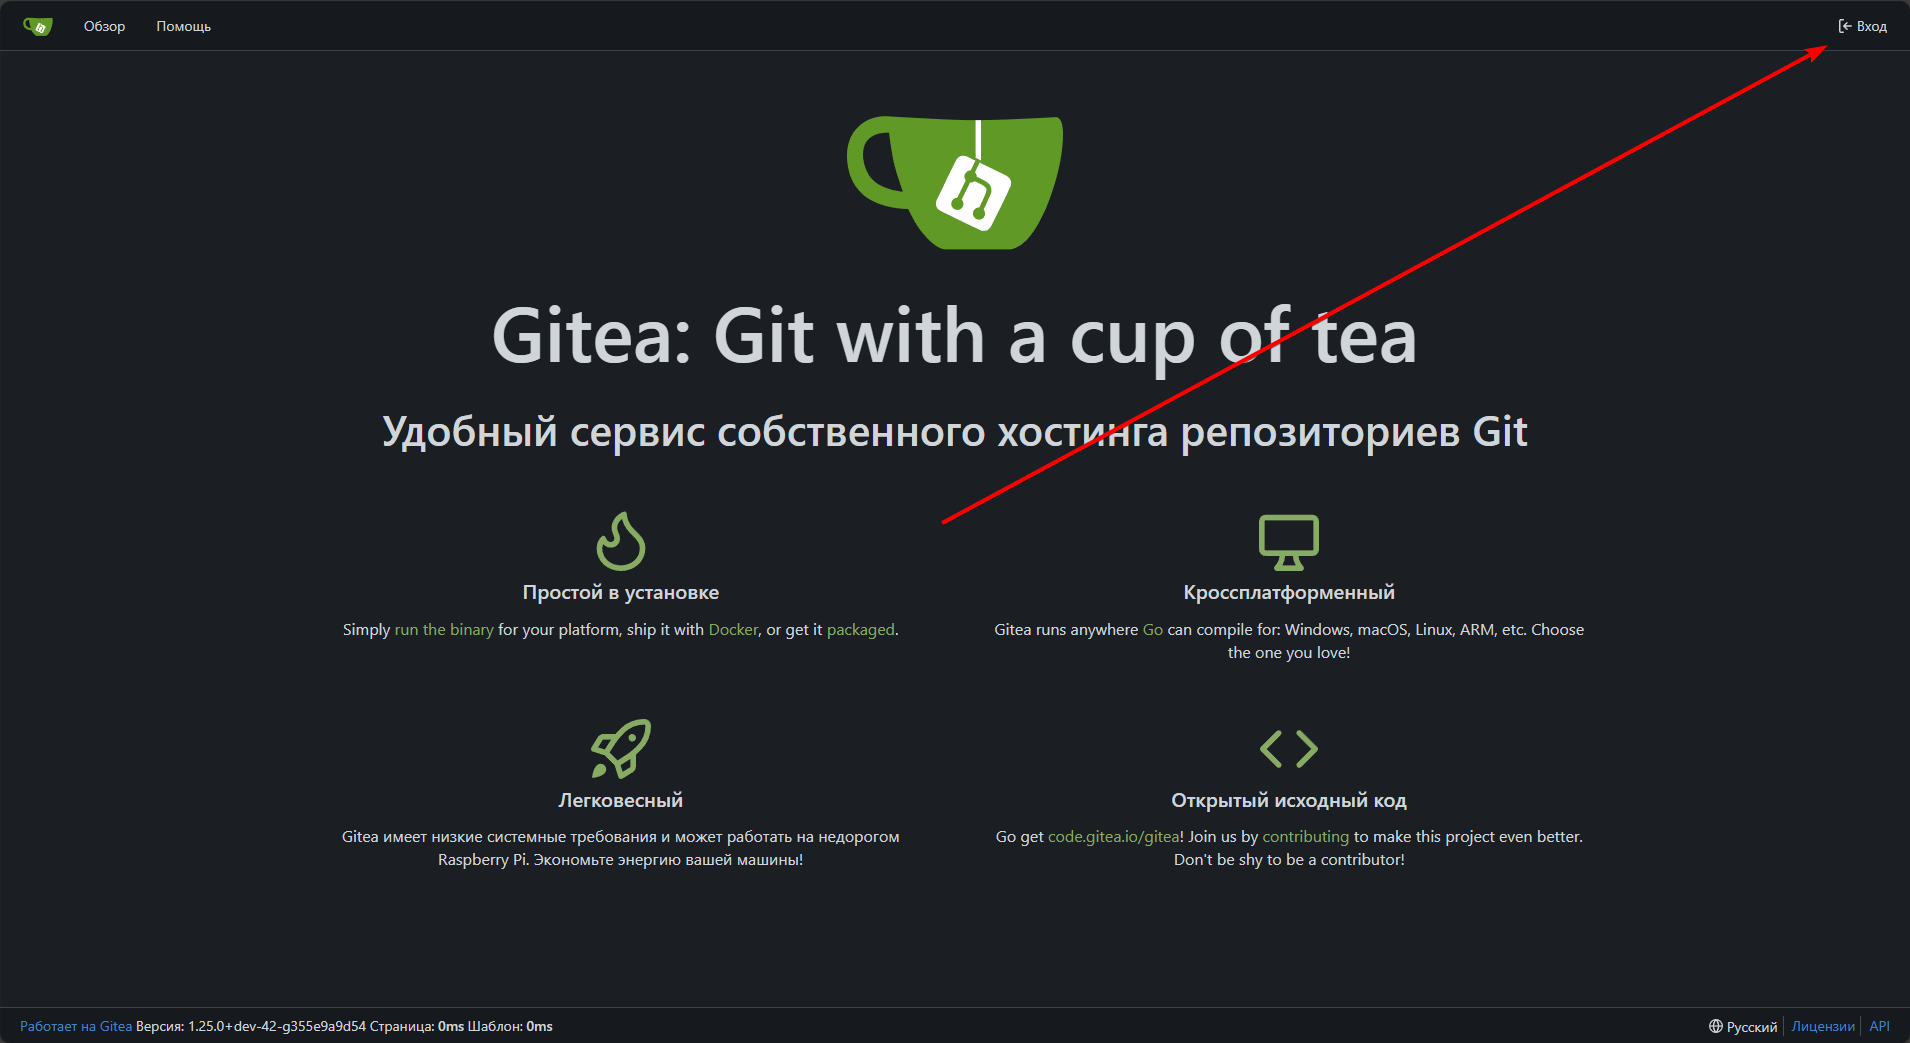 Обзор Помощь Вход
Gitea: Git with a cup of tea
Удобный сервис собственного хостинга репозиториев Git
Простой в установке
Simply run the binary for your platform, ship it with Docker, or get it packaged.
Кроссплатформенный
Gitea runs anywhere Go can compile for: Windows, macOS, Linux, ARM, etc. Choose
the one you love!
Легковесный
Gitea имеет низкие системные требования и может работать на недорогом
Raspberry Pi. Экономьте энергию вашей машины!
Открытый исходный код
Go get code.gitea.io/gitea! Join us by contributing to make this project even better.
Don't be shy to be a contributor!
Работает на Gitea Версия: 1.25.0+dev-42-g355e9a9d54 Страница: 0ms Шаблон: 0ms
Русский Лицензии API